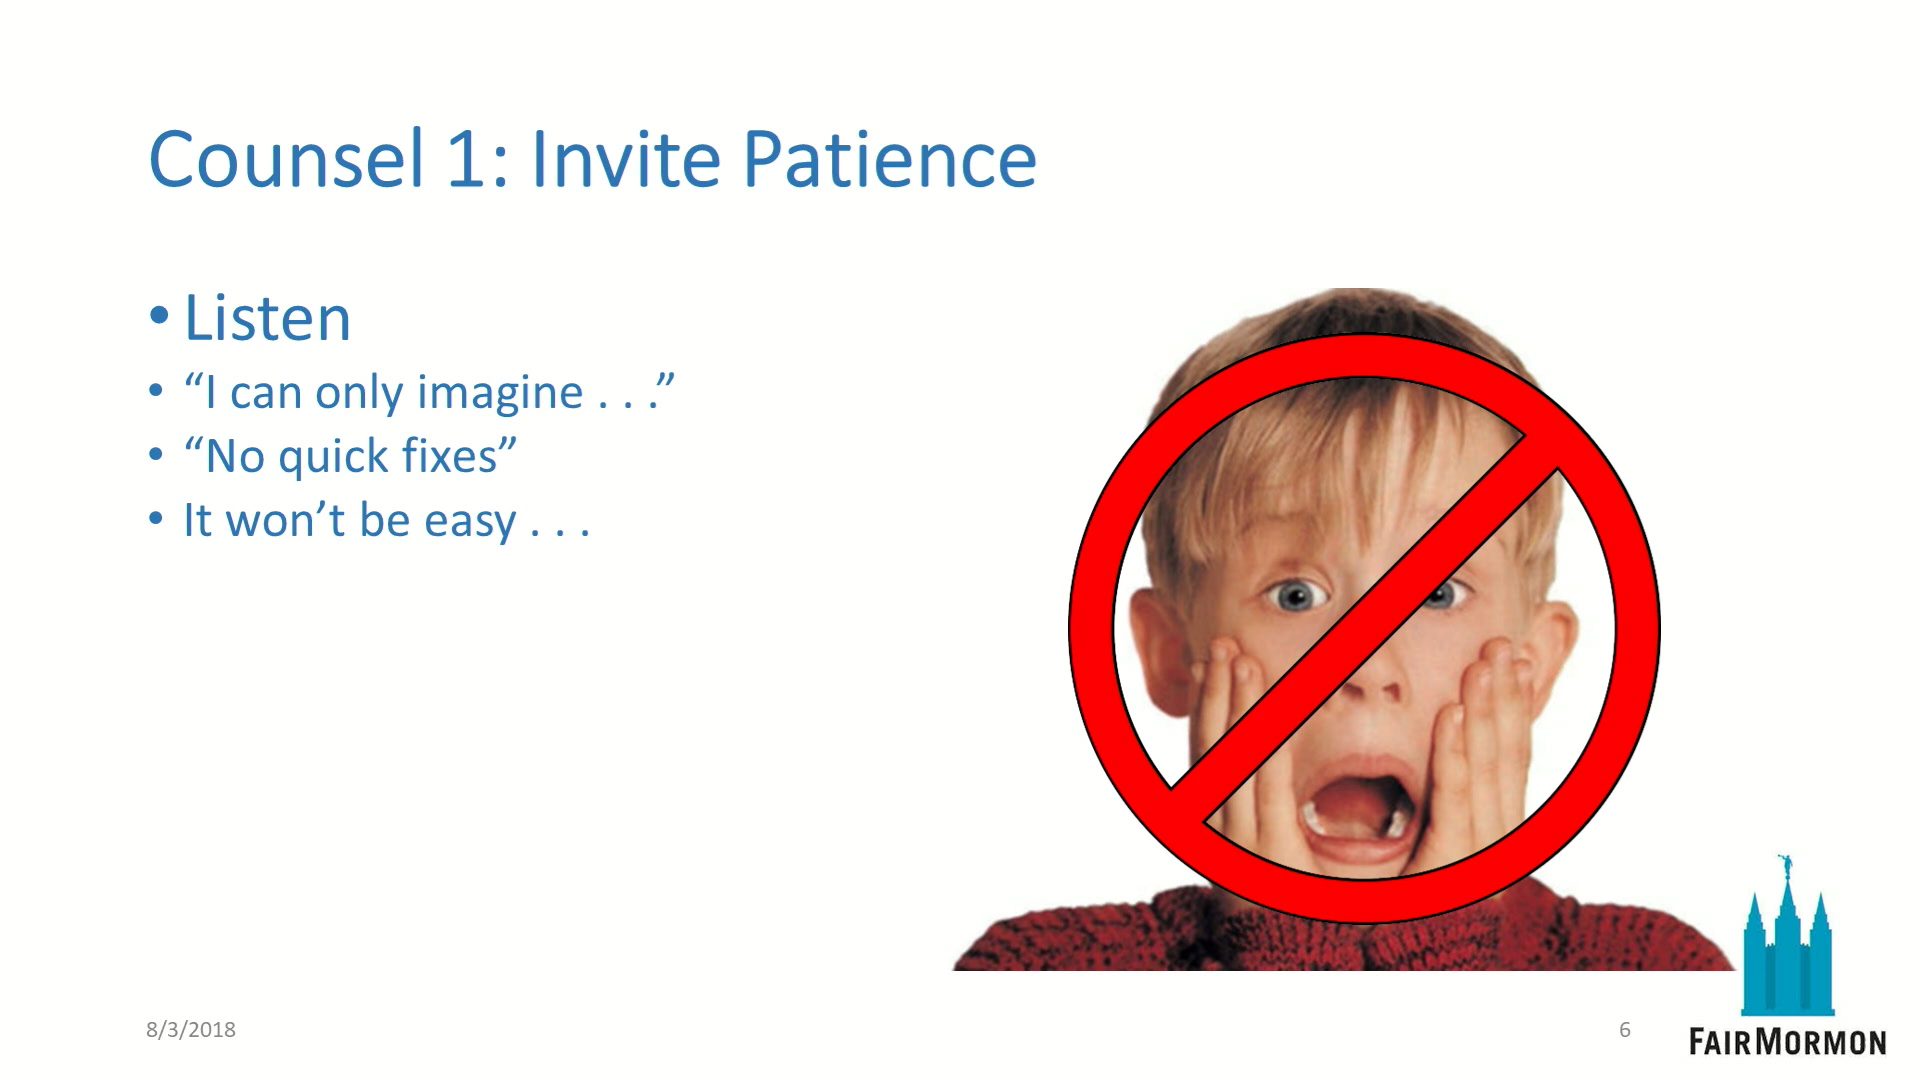 Counsel 1: Invite Patience
• Listen
• “I can only imagine . . .”
• “No quick fixes”
• It won’t be easy . . .
8/3/2018
6
FAIRMORMON